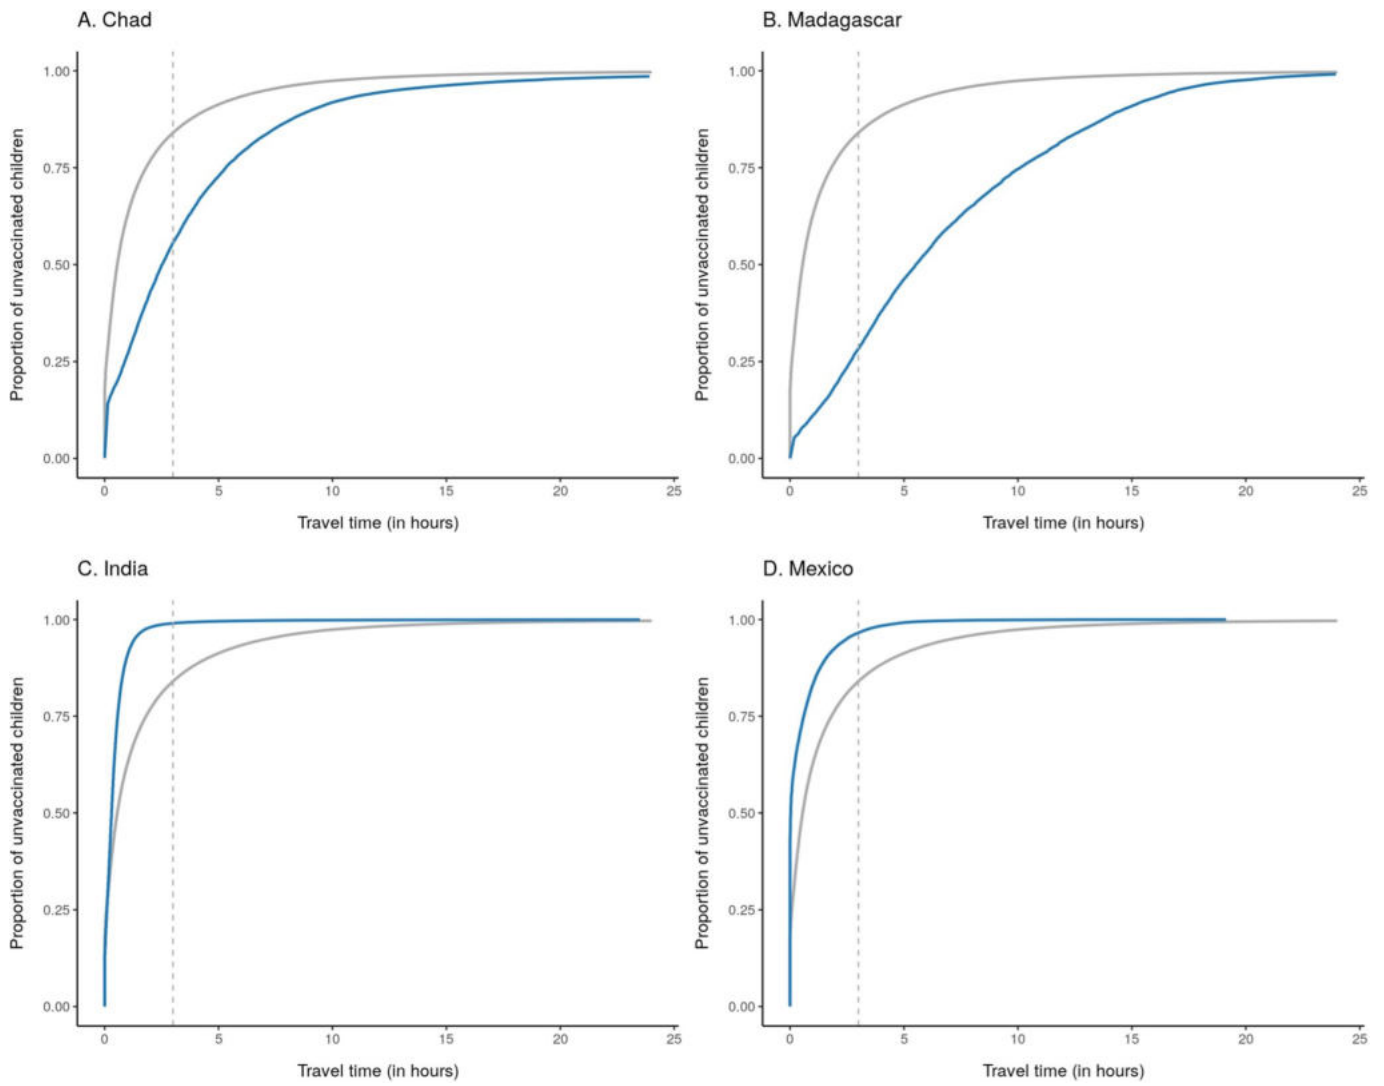 A. Chad
Proportion of unvaccinated children
1.00
0.75
0.50
0.25
0.00
0 5 10 15 20 25
Travel time (in hours)
B. Madagascar
Proportion of unvaccinated children
1.00
0.75
0.50
0.25
0.00
0 5 10 15 20 25
Travel time (in hours)
C. India
Proportion of unvaccinated children
1.00
0.75
0.50
0.25
0.00
0 5 10 15 20 25
Travel time (in hours)
D. Mexico
Proportion of unvaccinated children
1.00
0.75
0.50
0.25
0.00
0 5 10 15 20 25
Travel time (in hours)